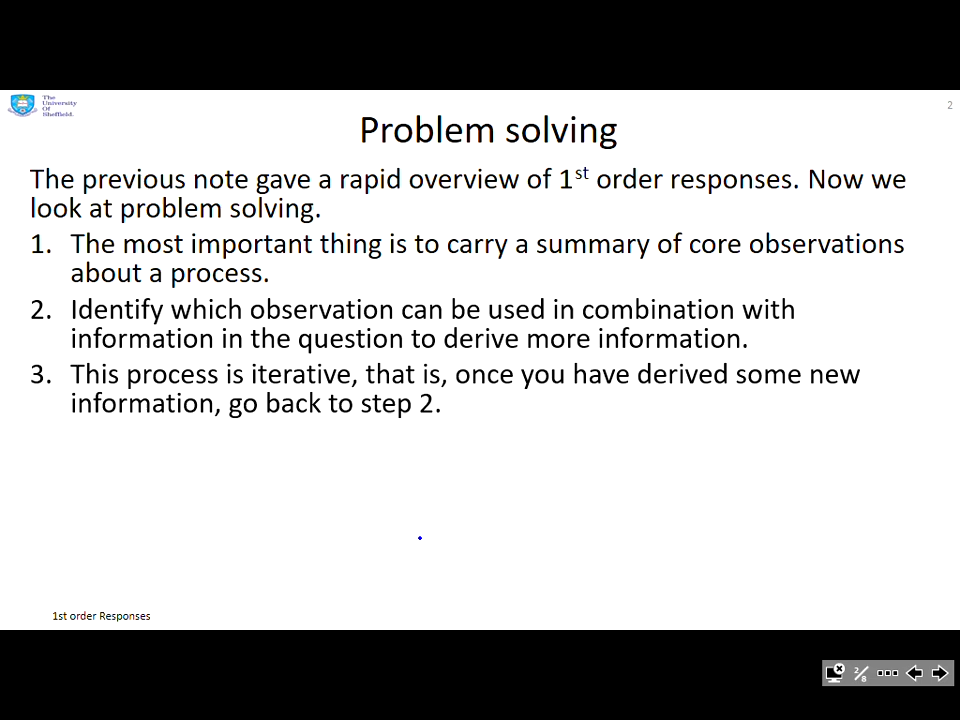 The
University
Of
Sheffield.
2
Problem solving
The previous note gave a rapid overview of 1st order responses. Now we
look at problem solving.
1. The most important thing is to carry a summary of core observations
about a process.
2. Identify which observation can be used in combination with
information in the question to derive more information.
3. This process is iterative, that is, once you have derived some new
information, go back to step 2.
1st order Responses
2/8